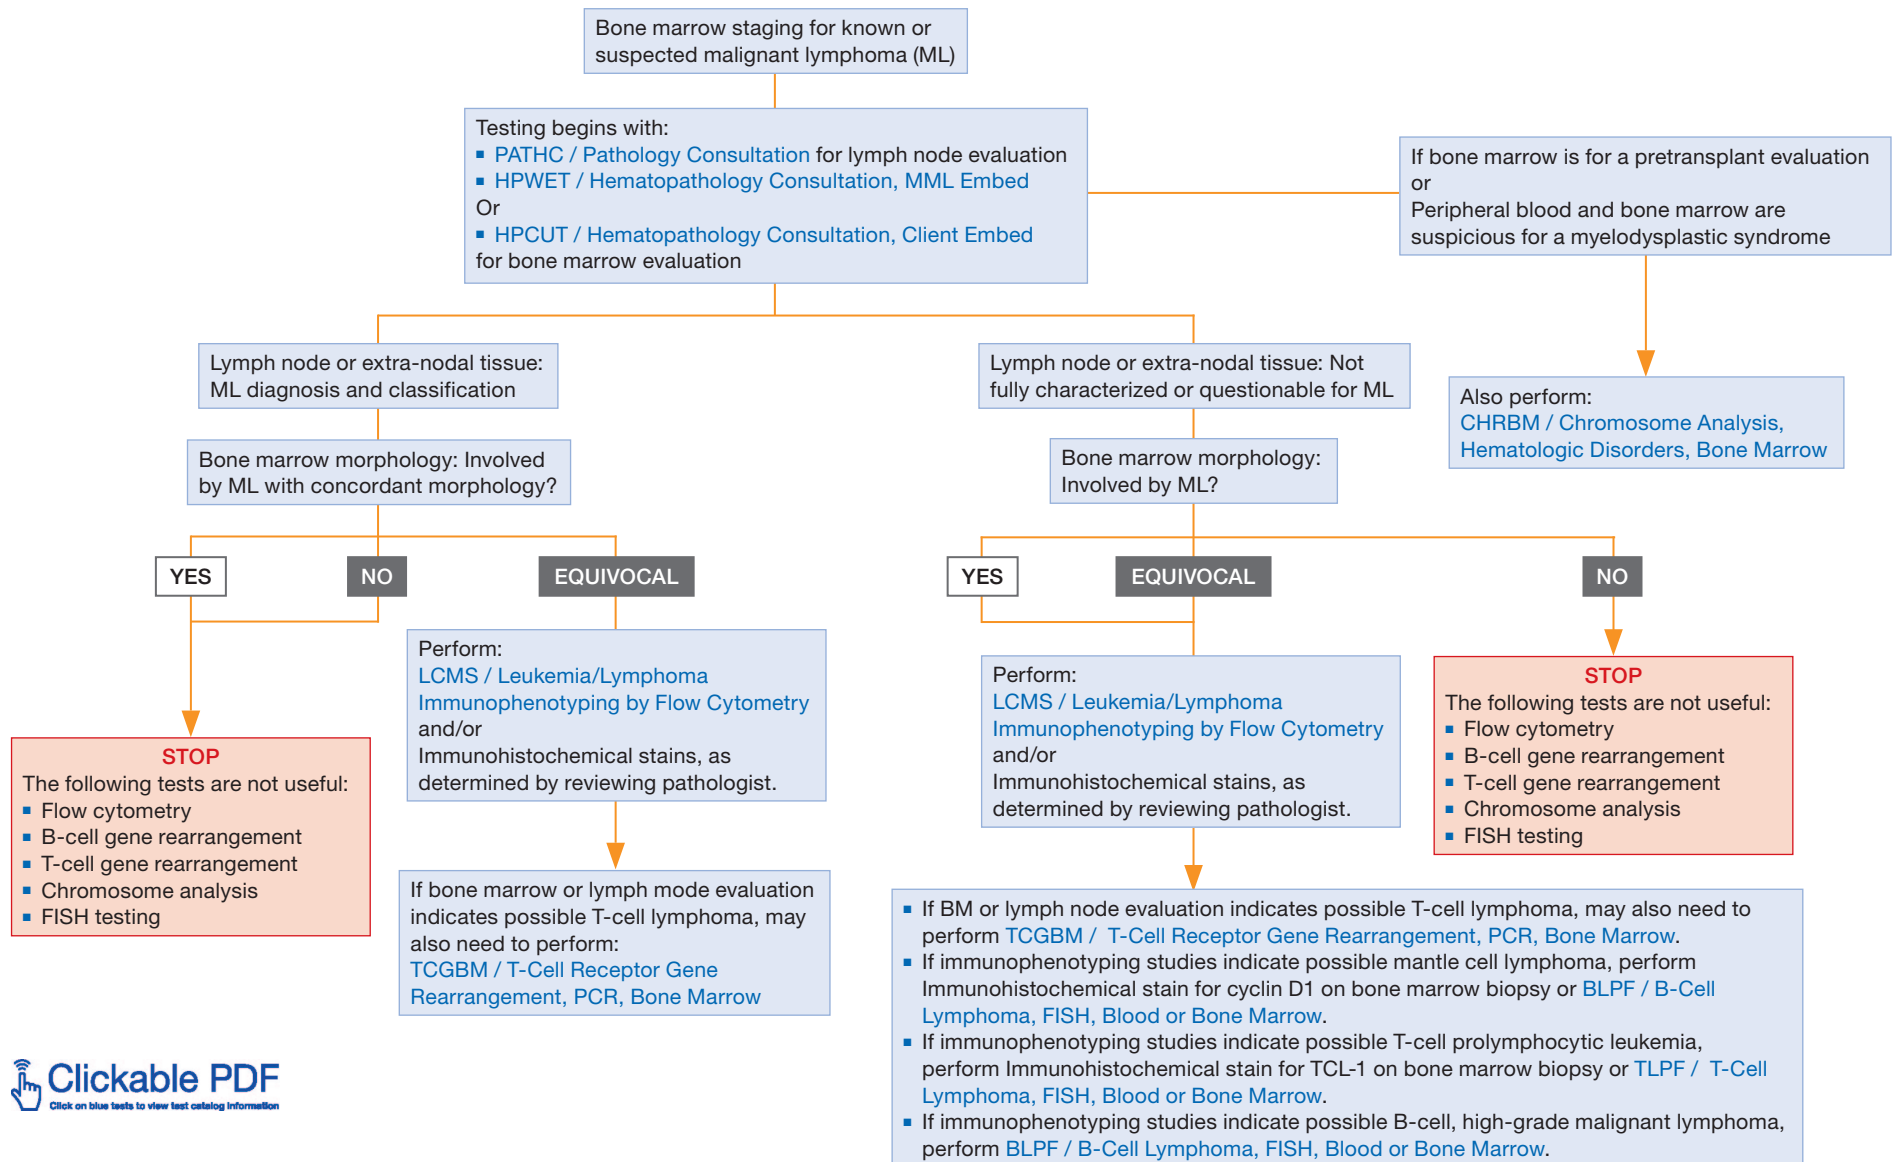 Bone marrow staging for known or
suspected malignant lymphoma (ML)
Testing begins with:
▪ PATHC / Pathology Consultation for lymph node evaluation
▪ HPWET / Hematopathology Consultation, MML Embed
Or
▪ HPCUT / Hematopathology Consultation, Client Embed
for bone marrow evaluation
If bone marrow is for a pretransplant evaluation
or
Peripheral blood and bone marrow are
suspicious for a myelodysplastic syndrome
Also perform:
CHRBM / Chromosome Analysis,
Hematologic Disorders, Bone Marrow
Lymph node or extra-nodal tissue:
ML diagnosis and classification
Bone marrow morphology: Involved
by ML with concordant morphology?
YES
NO
EQUIVOCAL
STOP
The following tests are not useful:
▪ Flow cytometry
▪ B-cell gene rearrangement
▪ T-cell gene rearrangement
▪ Chromosome analysis
▪ FISH testing
Perform:
LCMS / Leukemia/Lymphoma
Immunophenotyping by Flow Cytometry
and/or
Immunohistochemical stains, as
determined by reviewing pathologist.
If bone marrow or lymph mode evaluation
indicates possible T-cell lymphoma, may
also need to perform:
TCGBM / T-Cell Receptor Gene
Rearrangement, PCR, Bone Marrow
Lymph node or extra-nodal tissue: Not
fully characterized or questionable for ML
Bone marrow morphology:
Involved by ML?
YES
EQUIVOCAL
NO
Perform:
LCMS / Leukemia/Lymphoma
Immunophenotyping by Flow Cytometry
and/or
Immunohistochemical stains, as
determined by reviewing pathologist.
STOP
The following tests are not useful:
▪ Flow cytometry
▪ B-cell gene rearrangement
▪ T-cell gene rearrangement
▪ Chromosome analysis
▪ FISH testing
▪ If BM or lymph node evaluation indicates possible T-cell lymphoma, may also need to
perform TCGBM / T-Cell Receptor Gene Rearrangement, PCR, Bone Marrow.
▪ If immunophenotyping studies indicate possible mantle cell lymphoma, perform
Immunohistochemical stain for cyclin D1 on bone marrow biopsy or BLPF / B-Cell
Lymphoma, FISH, Blood or Bone Marrow.
▪ If immunophenotyping studies indicate possible T-cell prolymphocytic leukemia,
perform Immunohistochemical stain for TCL-1 on bone marrow biopsy or TLPF / T-Cell
Lymphoma, FISH, Blood or Bone Marrow.
▪ If immunophenotyping studies indicate possible B-cell, high-grade malignant lymphoma,
perform BLPF / B-Cell Lymphoma, FISH, Blood or Bone Marrow.
Clickable PDF
Click on blue tests to view test catalog information